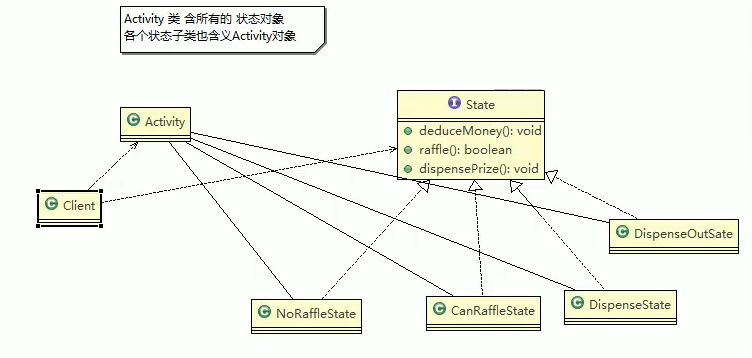 Activity 类 含所有的 状态对象
各个状态子类也含义Activity对象
I State
deduceMoney(): void
raffle(): boolean
dispensePrize(): void
C Activity
C Client
C DispenseOutSate
C NoRaffleState
C CanRaffleState
C DispenseState